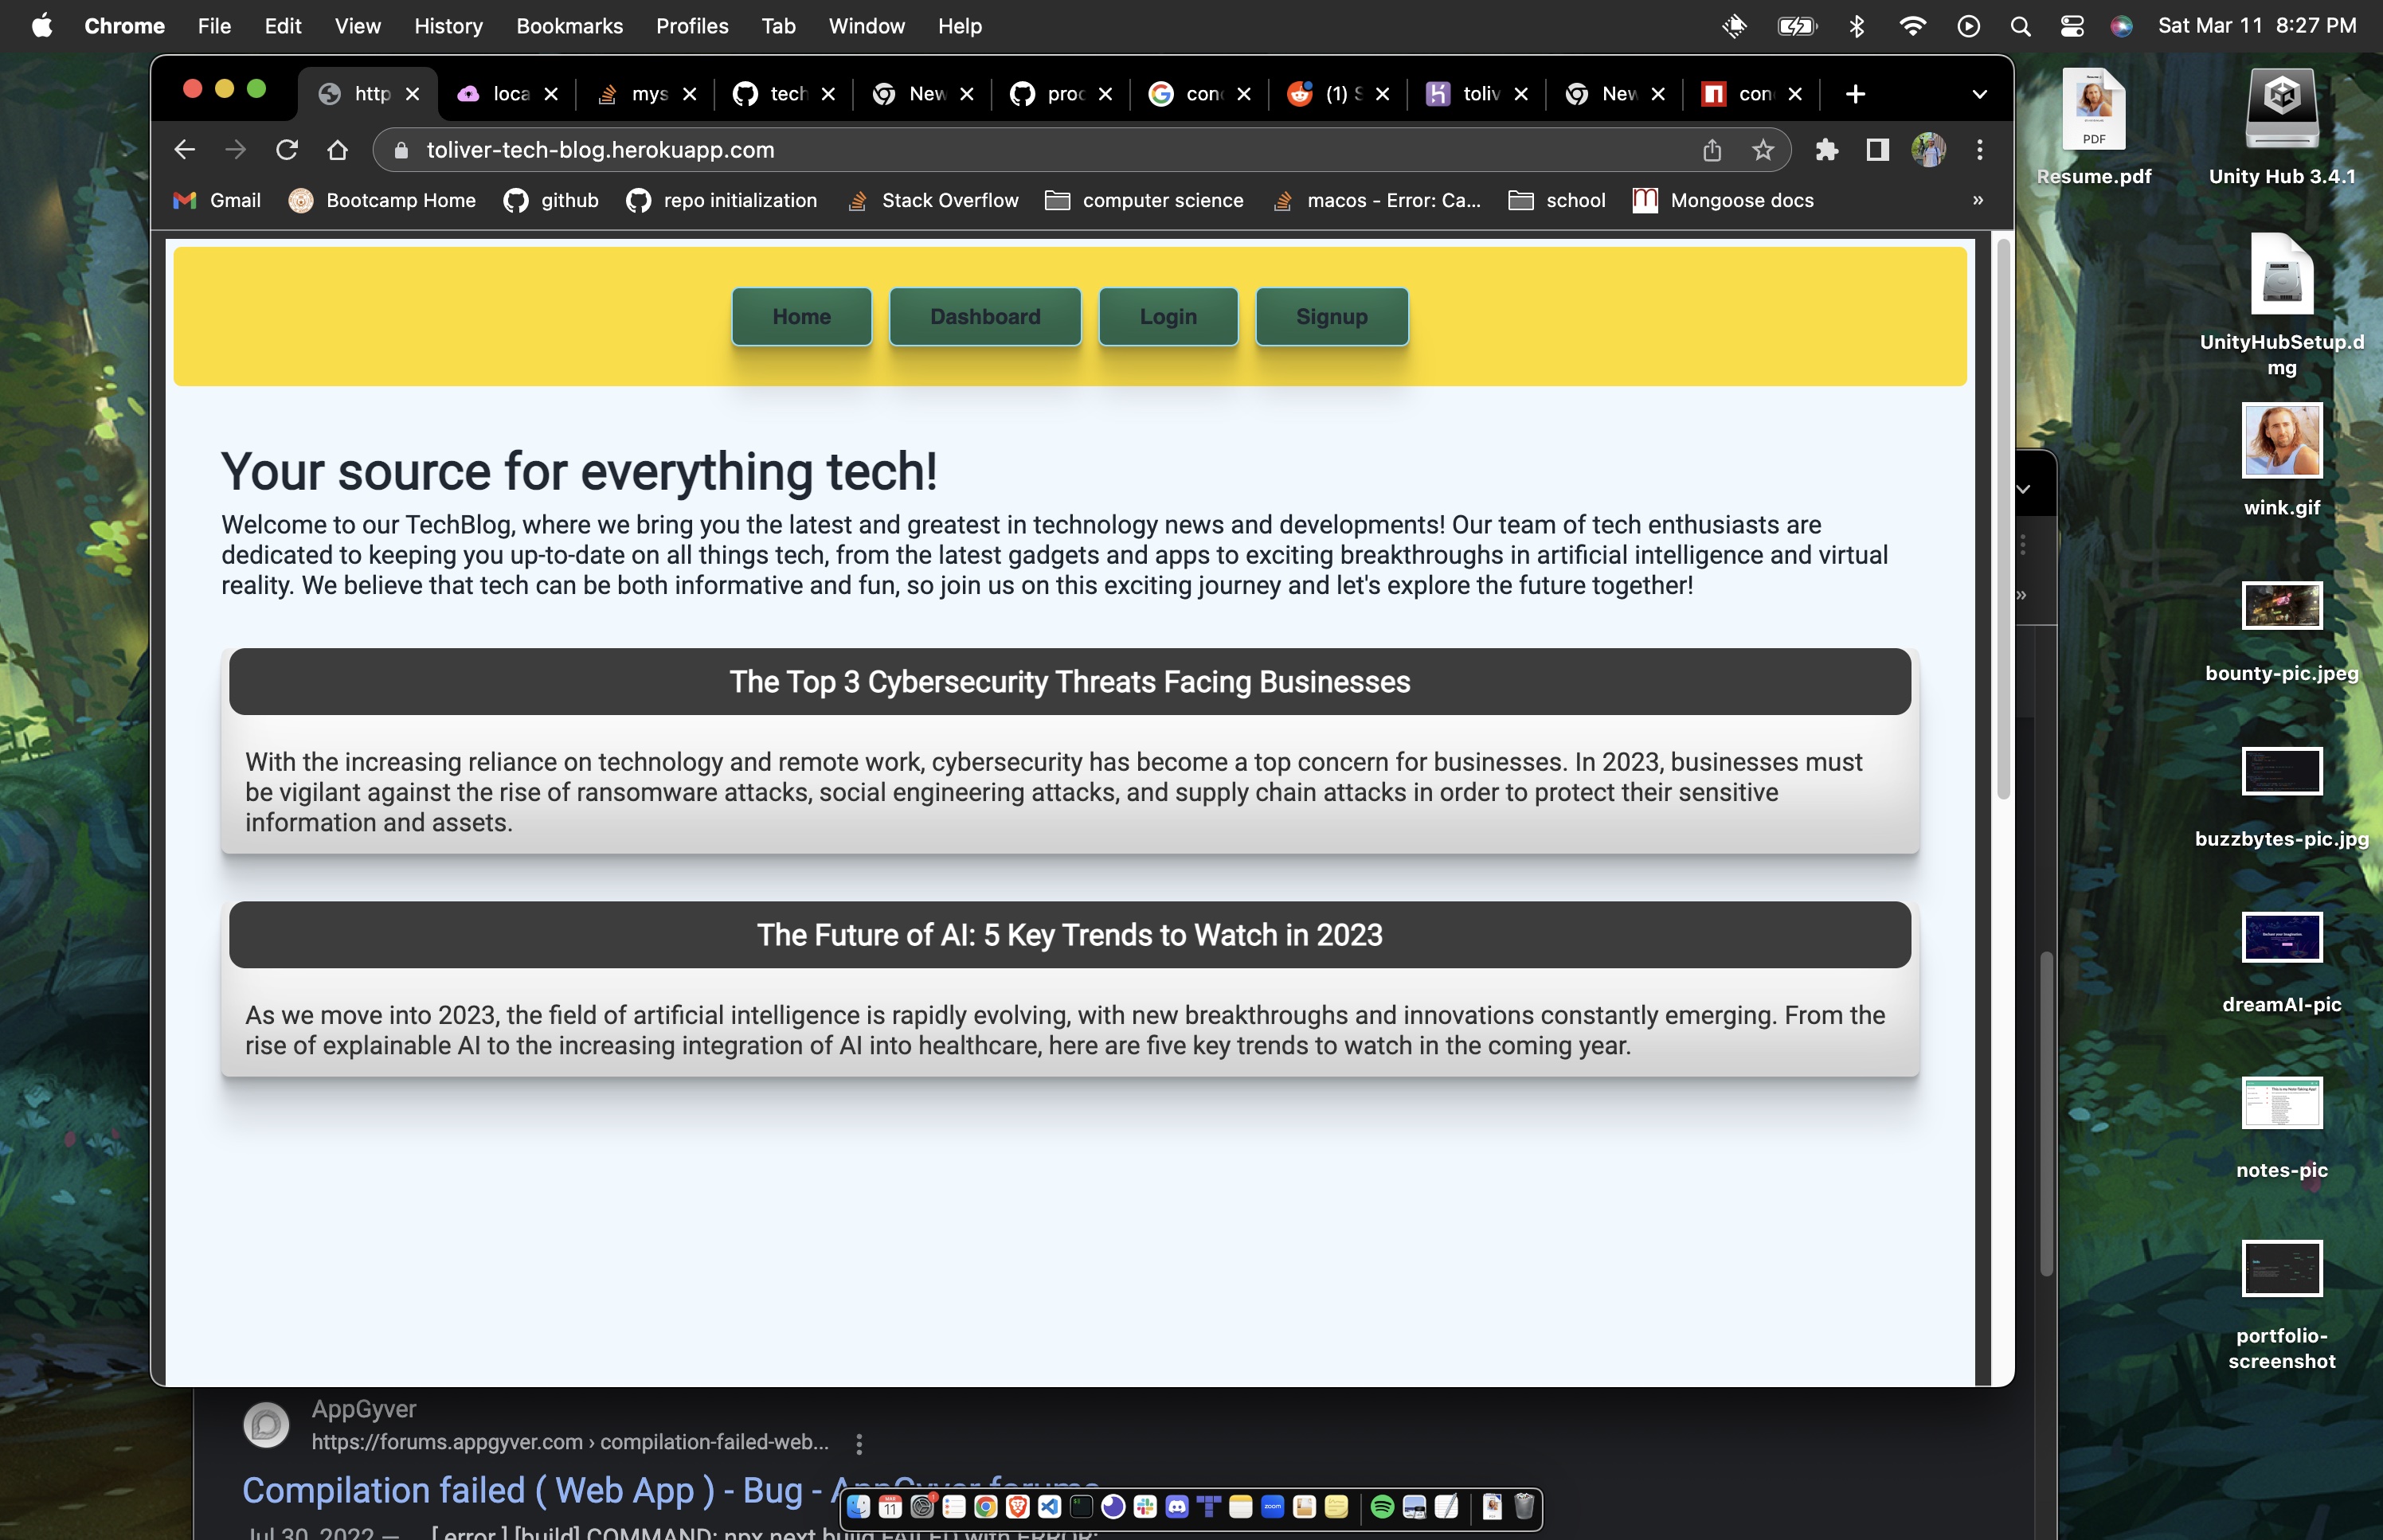 Chrome File Edit View History Bookmarks Profiles Tab Window Help Sat Mar 11 8:27 PM
http loca mys tech New proc con (1) S toliv New con
toliver-tech-blog.herokuapp.com
Gmail Bootcamp Home github repo initialization Stack Overflow computer science macos - Error: Ca... school Mongoose docs »
Home Dashboard Login Signup
Your source for everything tech!
Welcome to our TechBlog, where we bring you the latest and greatest in technology news and developments! Our team of tech enthusiasts are
dedicated to keeping you up-to-date on all things tech, from the latest gadgets and apps to exciting breakthroughs in artificial intelligence and virtual
reality. We believe that tech can be both informative and fun, so join us on this exciting journey and let's explore the future together!
The Top 3 Cybersecurity Threats Facing Businesses
With the increasing reliance on technology and remote work, cybersecurity has become a top concern for businesses. In 2023, businesses must
be vigilant against the rise of ransomware attacks, social engineering attacks, and supply chain attacks in order to protect their sensitive
information and assets.
The Future of AI: 5 Key Trends to Watch in 2023
As we move into 2023, the field of artificial intelligence is rapidly evolving, with new breakthroughs and innovations constantly emerging. From the
rise of explainable AI to the increasing integration of AI into healthcare, here are five key trends to watch in the coming year.
AppGyver
https://forums.appgyver.com › compilation-failed-web...
Compilation failed ( Web App ) - Bug - AppGyver forums
Jul 30, 2022 — ... [ error ] [build] COMMAND: npx next build FAILED with ERROR:
PDF
Resume.pdf
Unity Hub 3.4.1
UnityHubSetup.d
mg
wink.gif
bounty-pic.jpeg
buzzbytes-pic.jpg
dreamAI-pic
notes-pic
portfolio-
screenshot
11
zoom